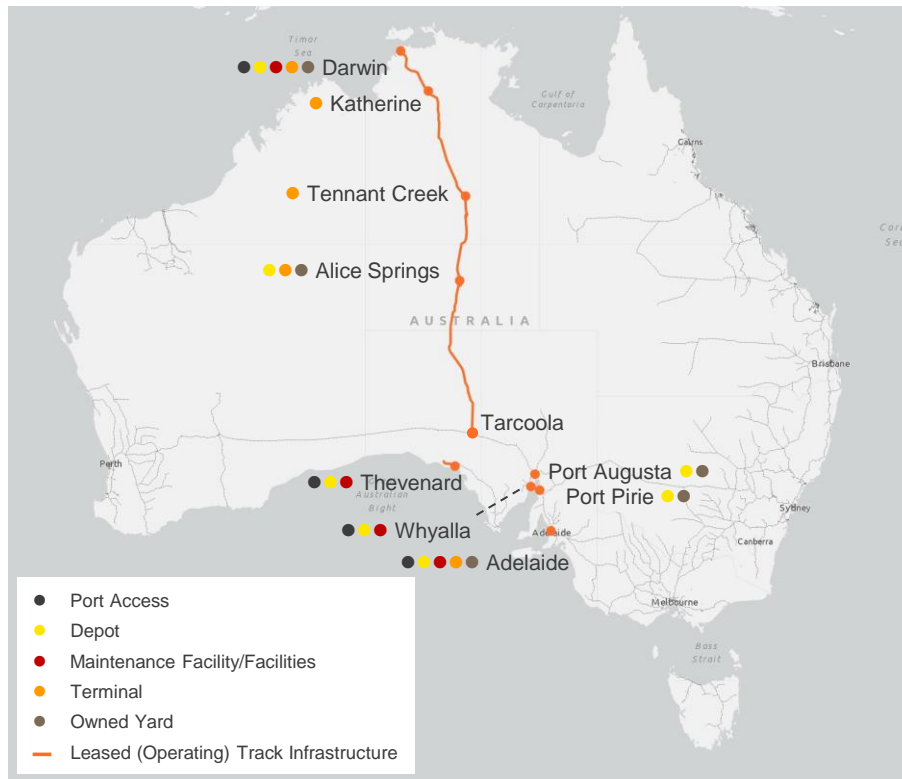 Timor
Sea
Darwin
Katherine
Gulf of
Carpentaria
Cairns
Tennant Creek
Alice Springs
AUSTRALIA
Brisbane
Tarcoola
Perth
Port Augusta
Thevenard
Port Pirie
Australian
Bight
Sydney
Whyalla
Adelaide
Canberra
Adelaide
Melbourne
Bass
Strait
Port Access
Depot
Maintenance Facility/Facilities
Terminal
Owned Yard
Leased (Operating) Track Infrastructure